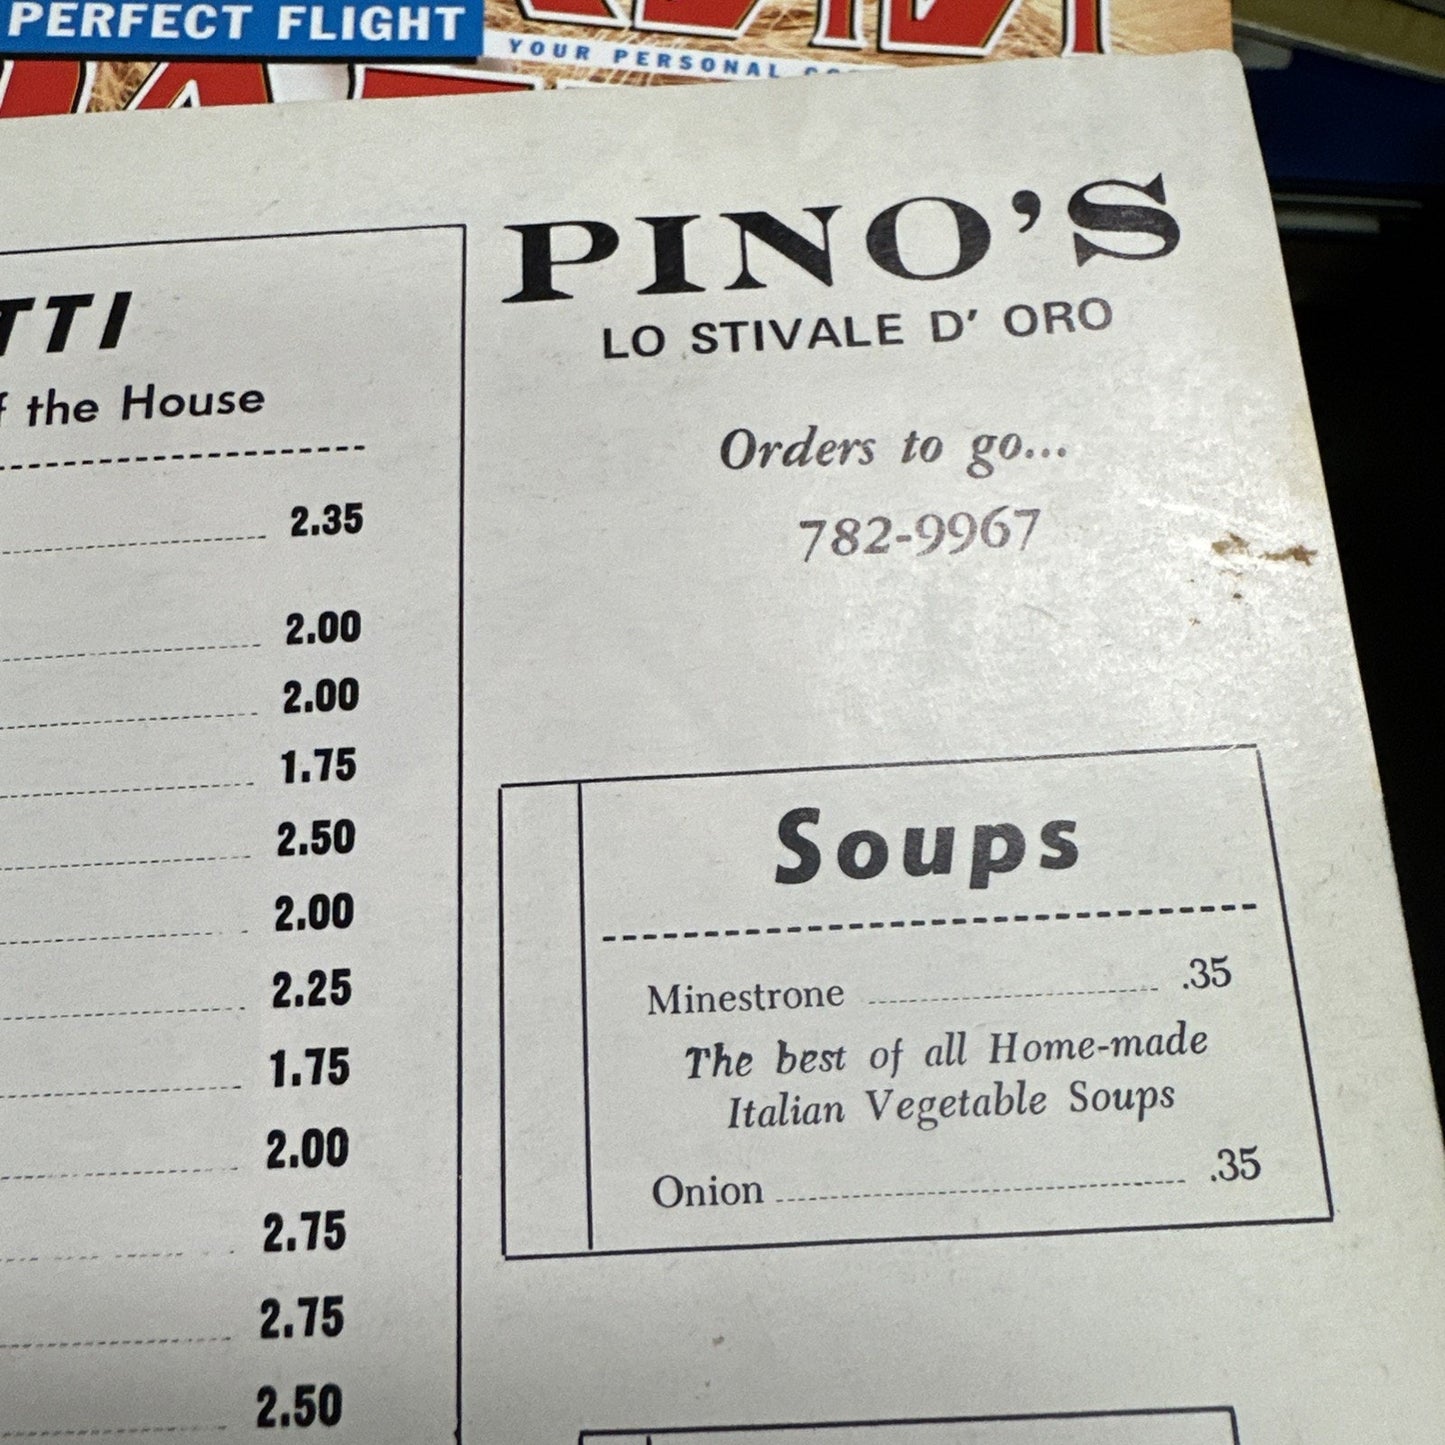 PERFECT FLIGHT
YOUR PERSONAL
TTI
the House
2.35
2.00
2.00
1.75
2.50
2.00
2.25
1.75
2.00
2.75
2.75
2.50
PINO'S
LO STIVALE D' ORO
Orders to go...
782-9967
Soups
Minestrone .35
The best of all Home-made
Italian Vegetable Soups
Onion .35